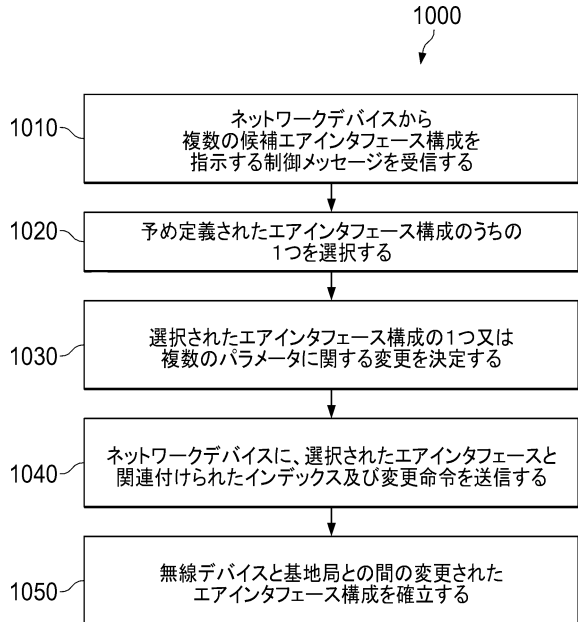 1000
1010
ネットワークデバイスから
複数の候補エアインタフェース構成を
指示する制御メッセージを受信する
1020
予め定義されたエアインタフェース構成のうちの
1つを選択する
1030
選択されたエアインタフェース構成の1つ又は
複数のパラメータに関する変更を決定する
1040
ネットワークデバイスに、選択されたエアインタフェースと
関連付けられたインデックス及び変更命令を送信する
1050
無線デバイスと基地局との間の変更された
エアインタフェース構成を確立する